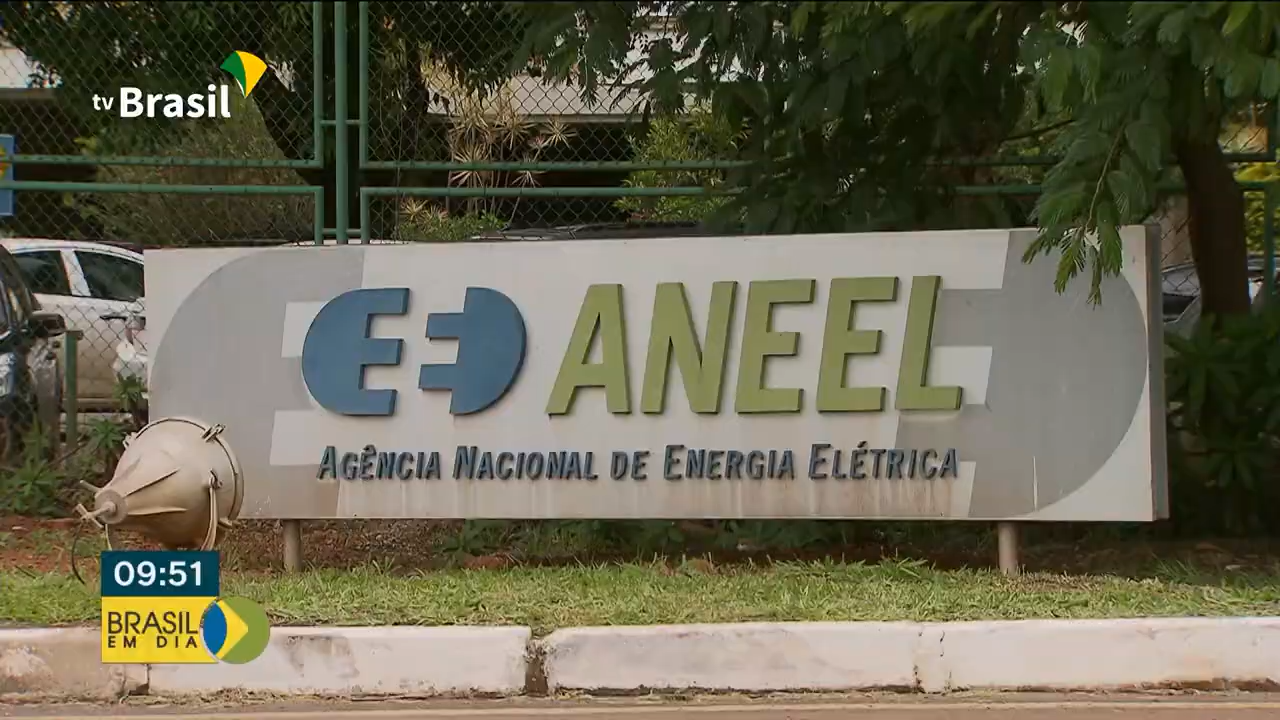 tv Brasil
ANEEL
AGÊNCIA NACIONAL DE ENERGIA ELÉTRICA
09:51
BRASIL
EM DIA